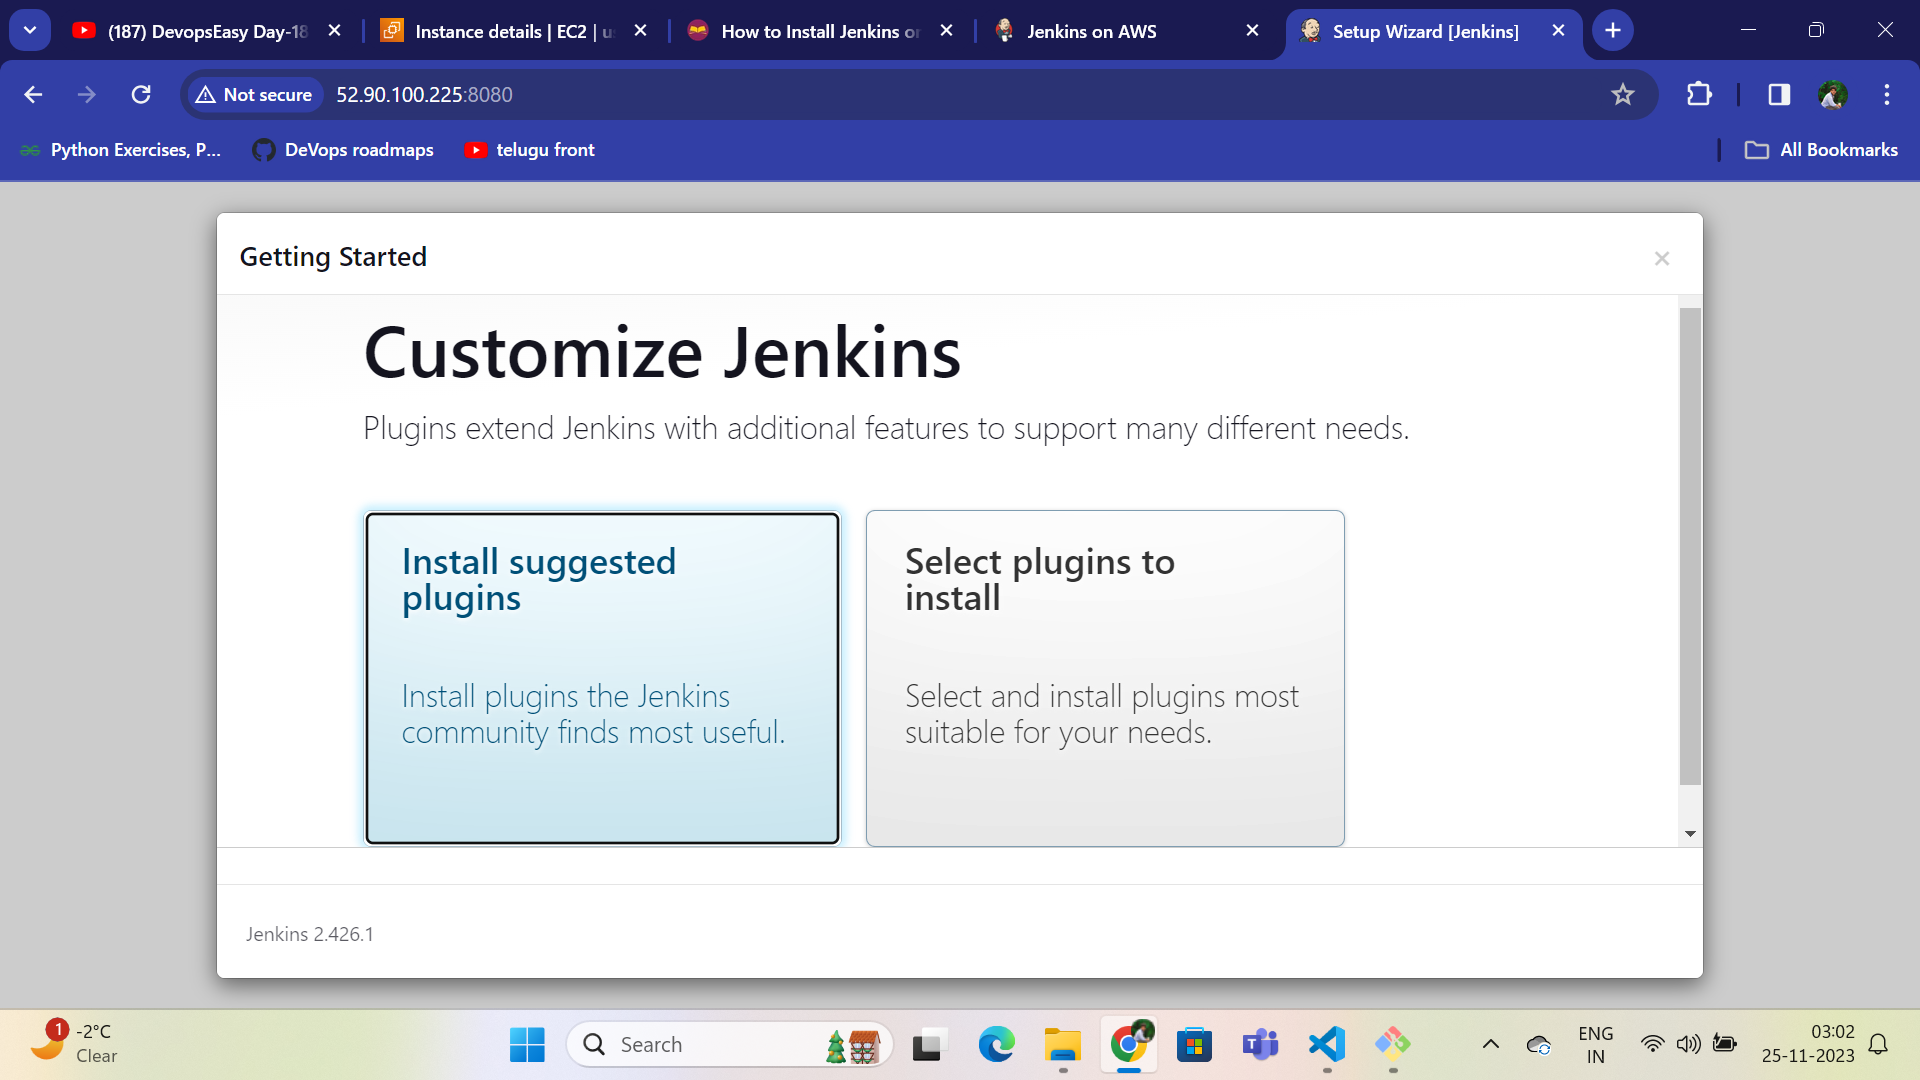 (187) DevopsEasy Day-18
Instance details | EC2 | us
How to Install Jenkins on
Jenkins on AWS
Setup Wizard [Jenkins]
Not secure
52.90.100.225:8080
Python Exercises, P...
DeVops roadmaps
telugu front
All Bookmarks
Getting Started
Customize Jenkins
Plugins extend Jenkins with additional features to support many different needs.
Install suggested
plugins
Install plugins the Jenkins
community finds most useful.
Select plugins to
install
Select and install plugins most
suitable for your needs.
Jenkins 2.426.1
1
-2°C
Clear
Search
ENG
IN
03:02
25-11-2023